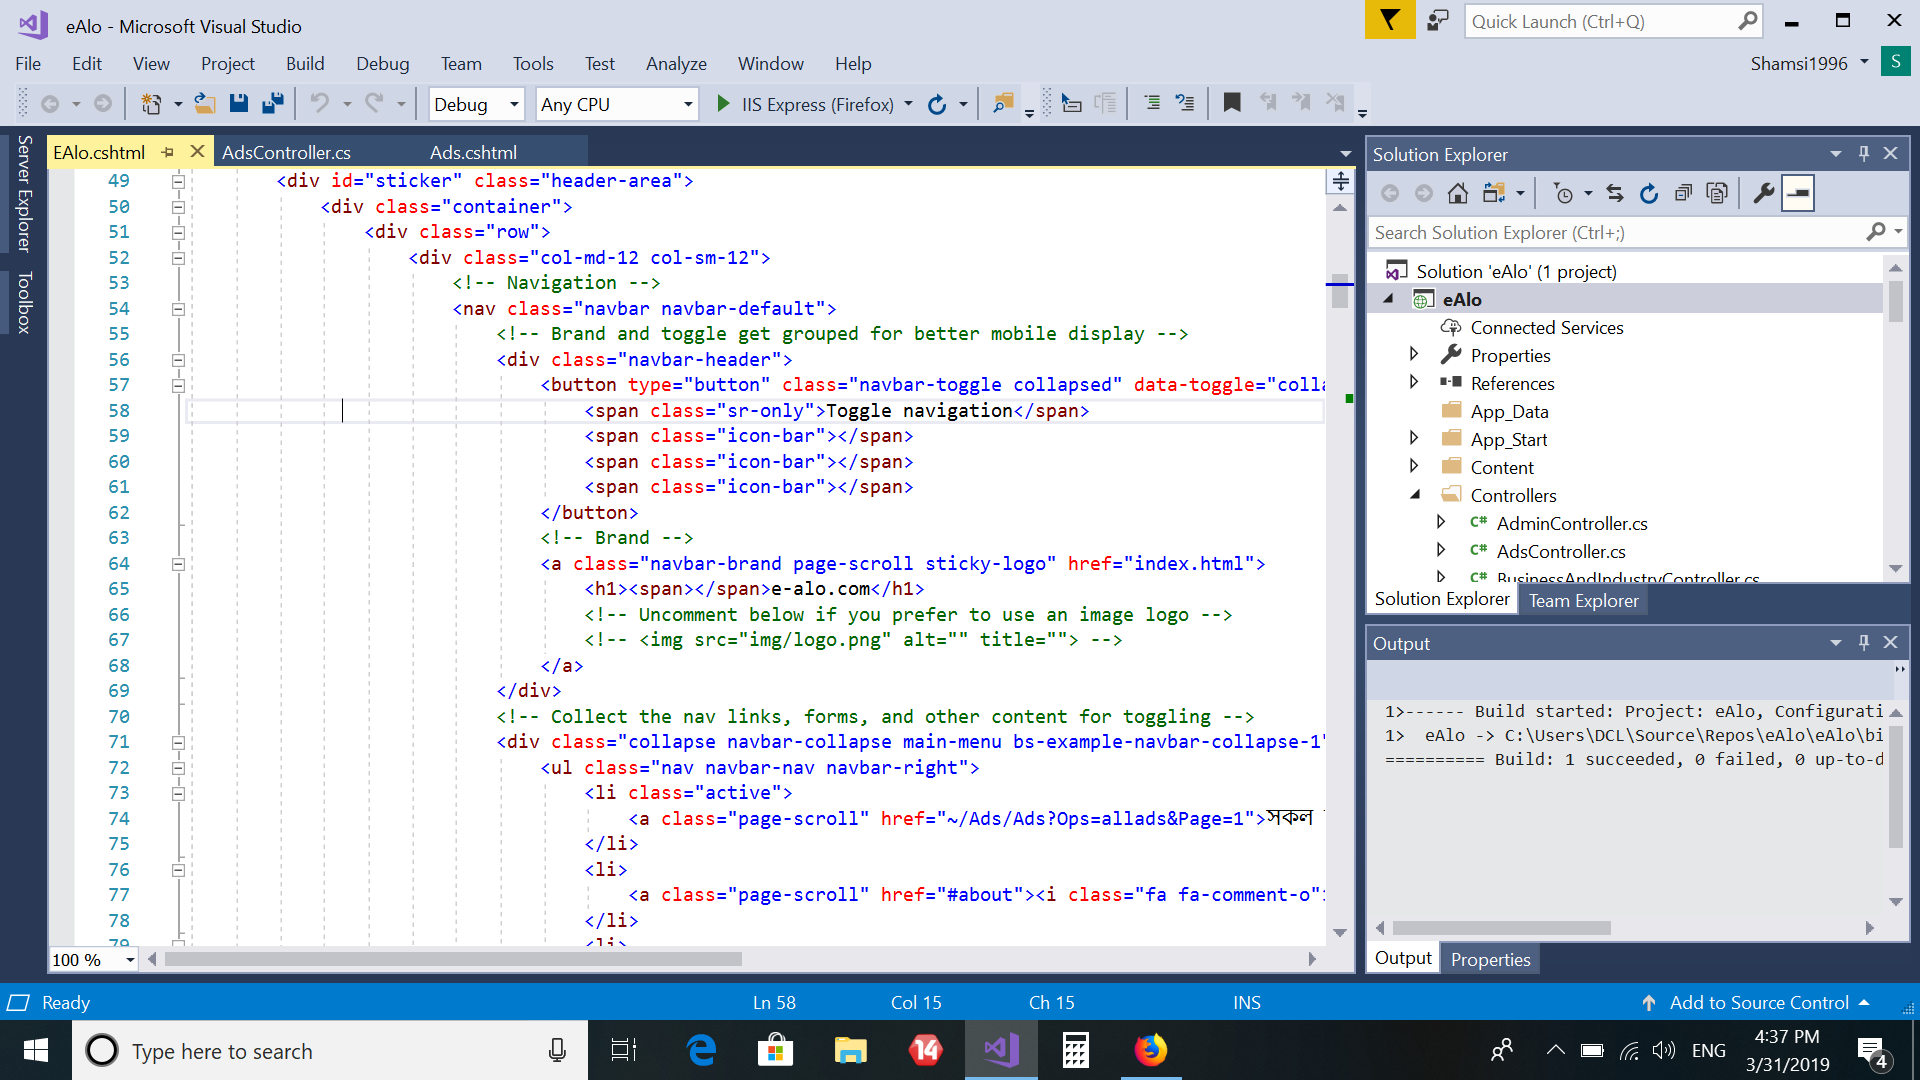 eAlo - Microsoft Visual Studio
Quick Launch (Ctrl+Q)
File Edit View Project Build Debug Team Tools Test Analyze Window Help
Shamsi1996 S
Debug Any CPU IIS Express (Firefox)
Server Explorer
Toolbox
EAlo.cshtml AdsController.cs Ads.cshtml
49 <div id="sticker" class="header-area">
50 <div class="container">
51 <div class="row">
52 <div class="col-md-12 col-sm-12">
53 <!-- Navigation -->
54 <nav class="navbar navbar-default">
55 <!-- Brand and toggle get grouped for better mobile display -->
56 <div class="navbar-header">
57 <button type="button" class="navbar-toggle collapsed" data-toggle="colla
58 <span class="sr-only">Toggle navigation</span>
59 <span class="icon-bar"></span>
60 <span class="icon-bar"></span>
61 <span class="icon-bar"></span>
62 </button>
63 <!-- Brand -->
64 <a class="navbar-brand page-scroll sticky-logo" href="index.html">
65 <h1><span></span>e-alo.com</h1>
66 <!-- Uncomment below if you prefer to use an image logo -->
67 <!-- <img src="img/logo.png" alt="" title=""> -->
68 </a>
69 </div>
70 <!-- Collect the nav links, forms, and other content for toggling -->
71 <div class="collapse navbar-collapse main-menu bs-example-navbar-collapse-1"
72 <ul class="nav navbar-nav navbar-right">
73 <li class="active">
74 <a class="page-scroll" href="~/Ads/Ads?Ops=allads&Page=1">সকল
75 </li>
76 <li>
77 <a class="page-scroll" href="#about"><i class="fa fa-comment-o"
78 </li>
79 <li>
100 %
Solution Explorer
Search Solution Explorer (Ctrl+;)
Solution 'eAlo' (1 project)
eAlo
Connected Services
Properties
References
App_Data
App_Start
Content
Controllers
C# AdminController.cs
C# AdsController.cs
C# BusinessAndIndustryController.cs
Solution Explorer Team Explorer
Output
1>------ Build started: Project: eAlo, Configurati
1> eAlo -> C:\Users\DCL\Source\Repos\eAlo\eAlo\bi
========== Build: 1 succeeded, 0 failed, 0 up-to-d
Output Properties
Ready Ln 58 Col 15 Ch 15 INS Add to Source Control
Type here to search
14
ENG
4:37 PM
3/31/2019
4